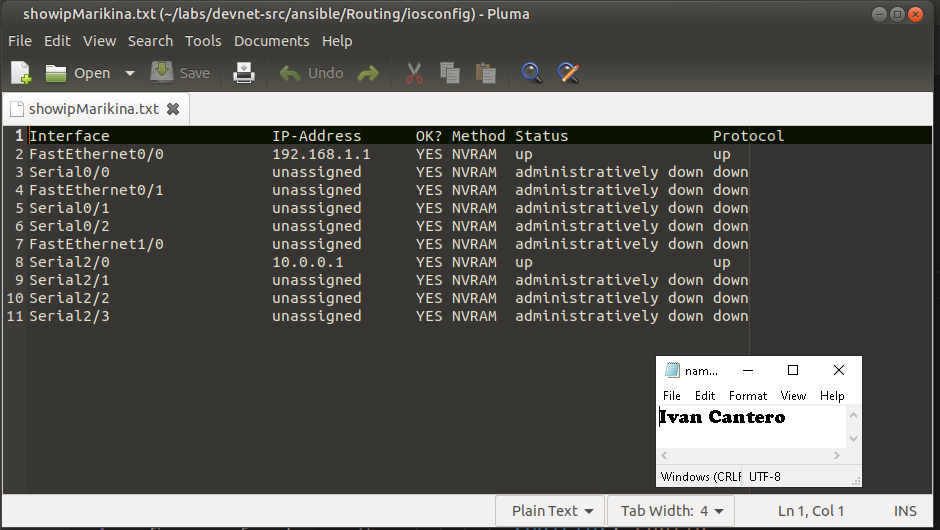 showipMarikina.txt (~/labs/devnet-src/ansible/Routing/iosconfig) - Pluma
File Edit View Search Tools Documents Help
Open Save Undo
showipMarikina.txt
1 Interface IP-Address OK? Method Status Protocol
2 FastEthernet0/0 192.168.1.1 YES NVRAM up up
3 Serial0/0 unassigned YES NVRAM administratively down down
4 FastEthernet0/1 unassigned YES NVRAM administratively down down
5 Serial0/1 unassigned YES NVRAM administratively down down
6 Serial0/2 unassigned YES NVRAM administratively down down
7 FastEthernet1/0 unassigned YES NVRAM administratively down down
8 Serial2/0 10.0.0.1 YES NVRAM up up
9 Serial2/1 unassigned YES NVRAM administratively down down
10 Serial2/2 unassigned YES NVRAM administratively down down
11 Serial2/3 unassigned YES NVRAM administratively down down
nam...
File Edit Format View Help
Ivan Cantero
Windows (CRLF UTF-8
Plain Text Tab Width: 4 Ln 1, Col 1 INS